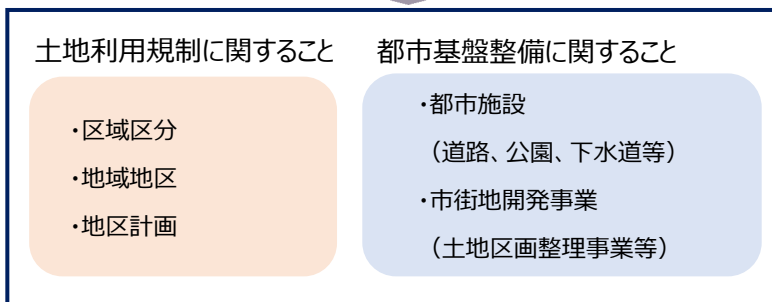 土地利用規制に関すること
・区域区分
・地域地区
・地区計画
都市基盤整備に関すること
・都市施設
（道路、公園、下水道等）
・市街地開発事業
（土地区画整理事業等）